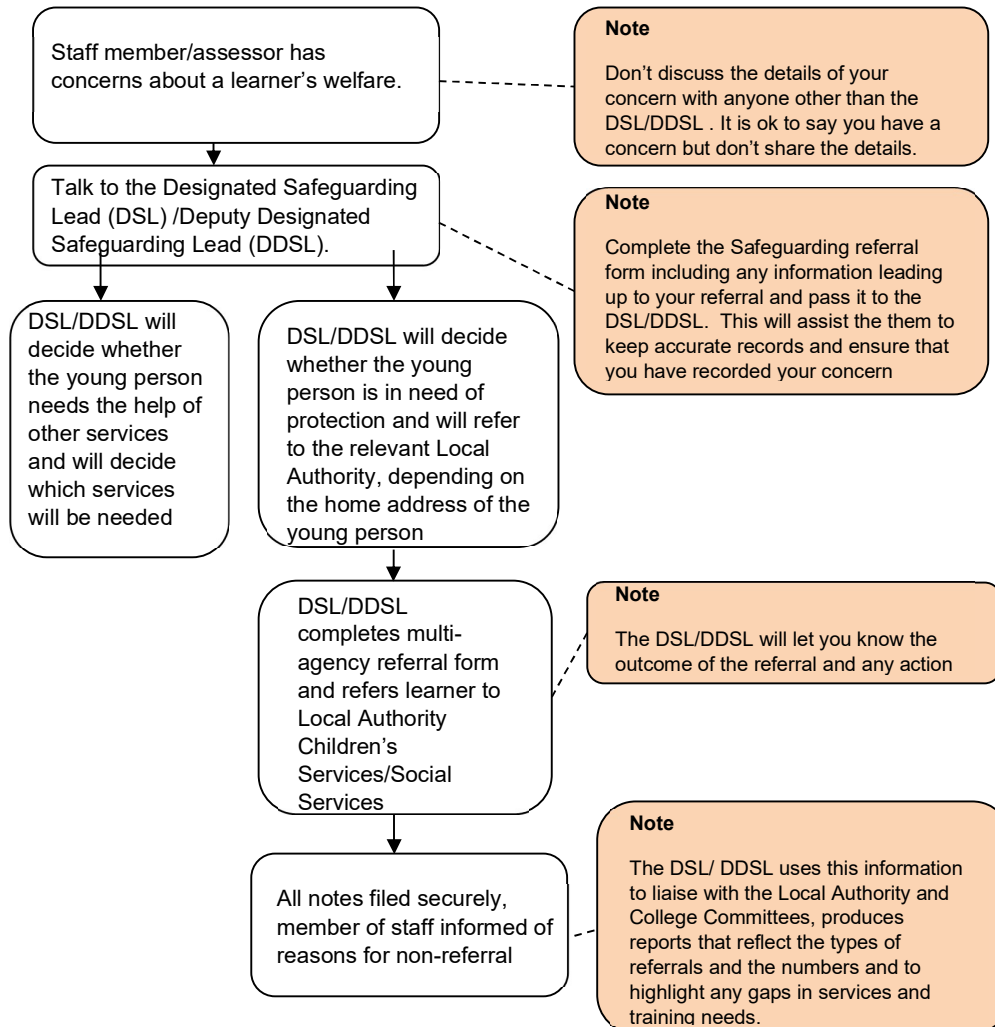 Staff member/assessor has
concerns about a learner's welfare.
Note
Don't discuss the details of your
concern with anyone other than the
DSL/DDSL . It is ok to say you have a
concern but don't share the details.
Talk to the Designated Safeguarding
Lead (DSL) /Deputy Designated
Safeguarding Lead (DDSL).
Note
Complete the Safeguarding referral
form including any information leading
up to your referral and pass it to the
DSL/DDSL. This will assist the them to
keep accurate records and ensure that
you have recorded your concern
DSL/DDSL will
decide whether
the young person
needs the help of
other services
and will decide
which services
will be needed
DSL/DDSL will decide
whether the young
person is in need of
protection and will refer
to the relevant Local
Authority, depending on
the home address of the
young person
DSL/DDSL
completes multi-
agency referral form
and refers learner to
Local Authority
Children's
Services/Social
Services
Note
The DSL/DDSL will let you know the
outcome of the referral and any action
All notes filed securely,
member of staff informed of
reasons for non-referral
Note
The DSL/ DDSL uses this information
to liaise with the Local Authority and
College Committees, produces
reports that reflect the types of
referrals and the numbers and to
highlight any gaps in services and
training needs.